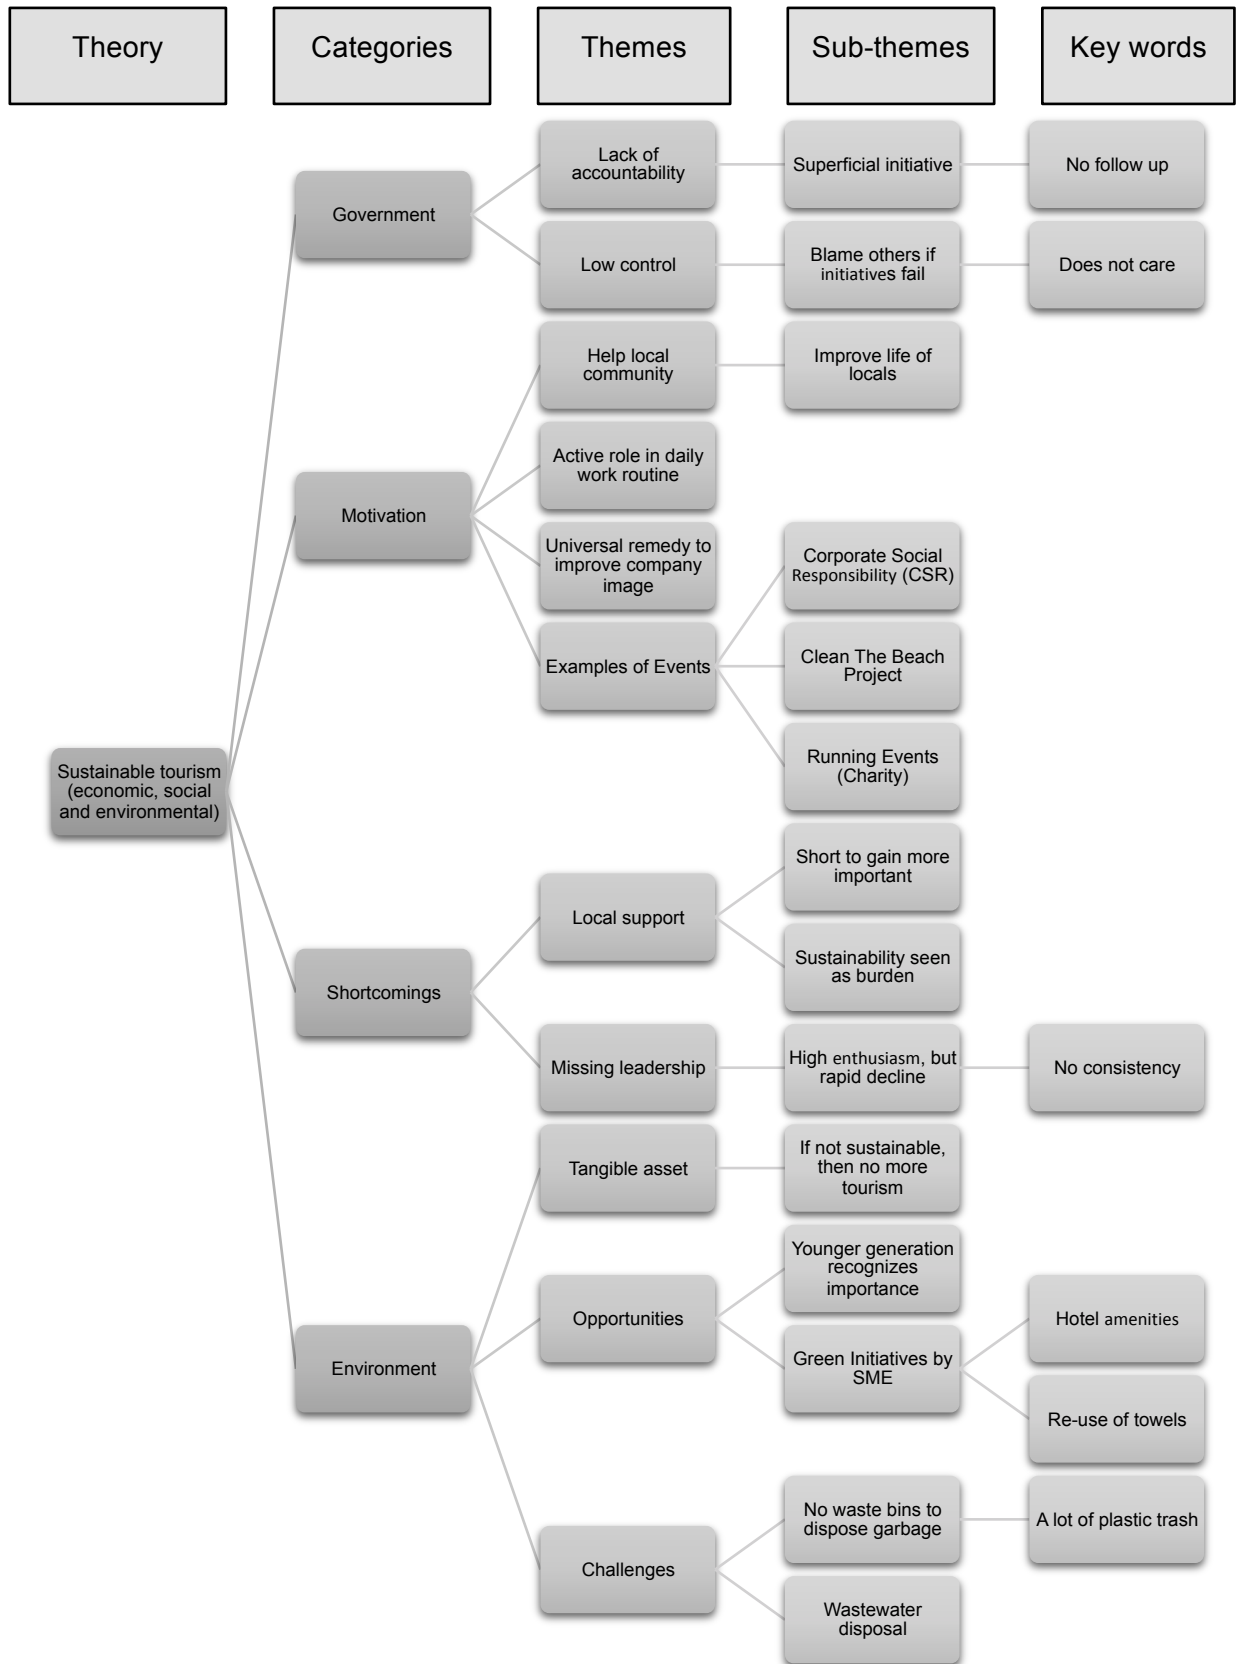 Theory
Categories
Themes
Sub-themes
Key words
Lack of
accountability
Superficial initiative
No follow up
Government
Low control
Blame others if
initiatives fail
Does not care
Help local
community
Improve life of
locals
Active role in daily
work routine
Motivation
Universal remedy to
improve company
image
Corporate Social
Responsibility (CSR)
Examples of Events
Clean The Beach
Project
Running Events
(Charity)
Sustainable tourism
(economic, social
and environmental)
Short to gain more
important
Local support
Sustainability seen
as burden
Shortcomings
Missing leadership
High enthusiasm, but
rapid decline
No consistency
Tangible asset
If not sustainable,
then no more
tourism
Younger generation
recognizes
importance
Opportunities
Hotel amenities
Environment
Green Initiatives by
SME
Re-use of towels
No waste bins to
dispose garbage
A lot of plastic trash
Challenges
Wastewater
disposal